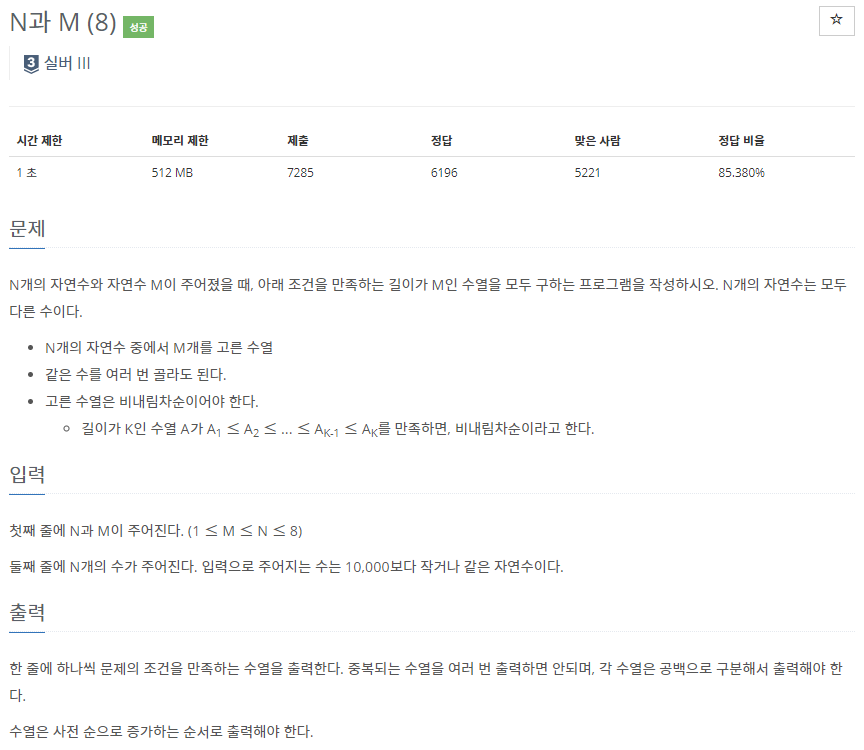 N과 M (8) 성공
☆
3 실버 III
시간 제한 메모리 제한 제출 정답 맞은 사람 정답 비율
1 초 512 MB 7285 6196 5221 85.380%
문제
N개의 자연수와 자연수 M이 주어졌을 때, 아래 조건을 만족하는 길이가 M인 수열을 모두 구하는 프로그램을 작성하시오. N개의 자연수는 모두
다른 수이다.
• N개의 자연수 중에서 M개를 고른 수열
• 같은 수를 여러 번 골라도 된다.
• 고른 수열은 비내림차순이어야 한다.
◦ 길이가 K인 수열 A가 A1 ≤ A2 ≤ ... ≤ AK-1 ≤ AK를 만족하면, 비내림차순이라고 한다.
입력
첫째 줄에 N과 M이 주어진다. (1 ≤ M ≤ N ≤ 8)
둘째 줄에 N개의 수가 주어진다. 입력으로 주어지는 수는 10,000보다 작거나 같은 자연수이다.
출력
한 줄에 하나씩 문제의 조건을 만족하는 수열을 출력한다. 중복되는 수열을 여러 번 출력하면 안되며, 각 수열은 공백으로 구분해서 출력해야 한
다.
수열은 사전 순으로 증가하는 순서로 출력해야 한다.